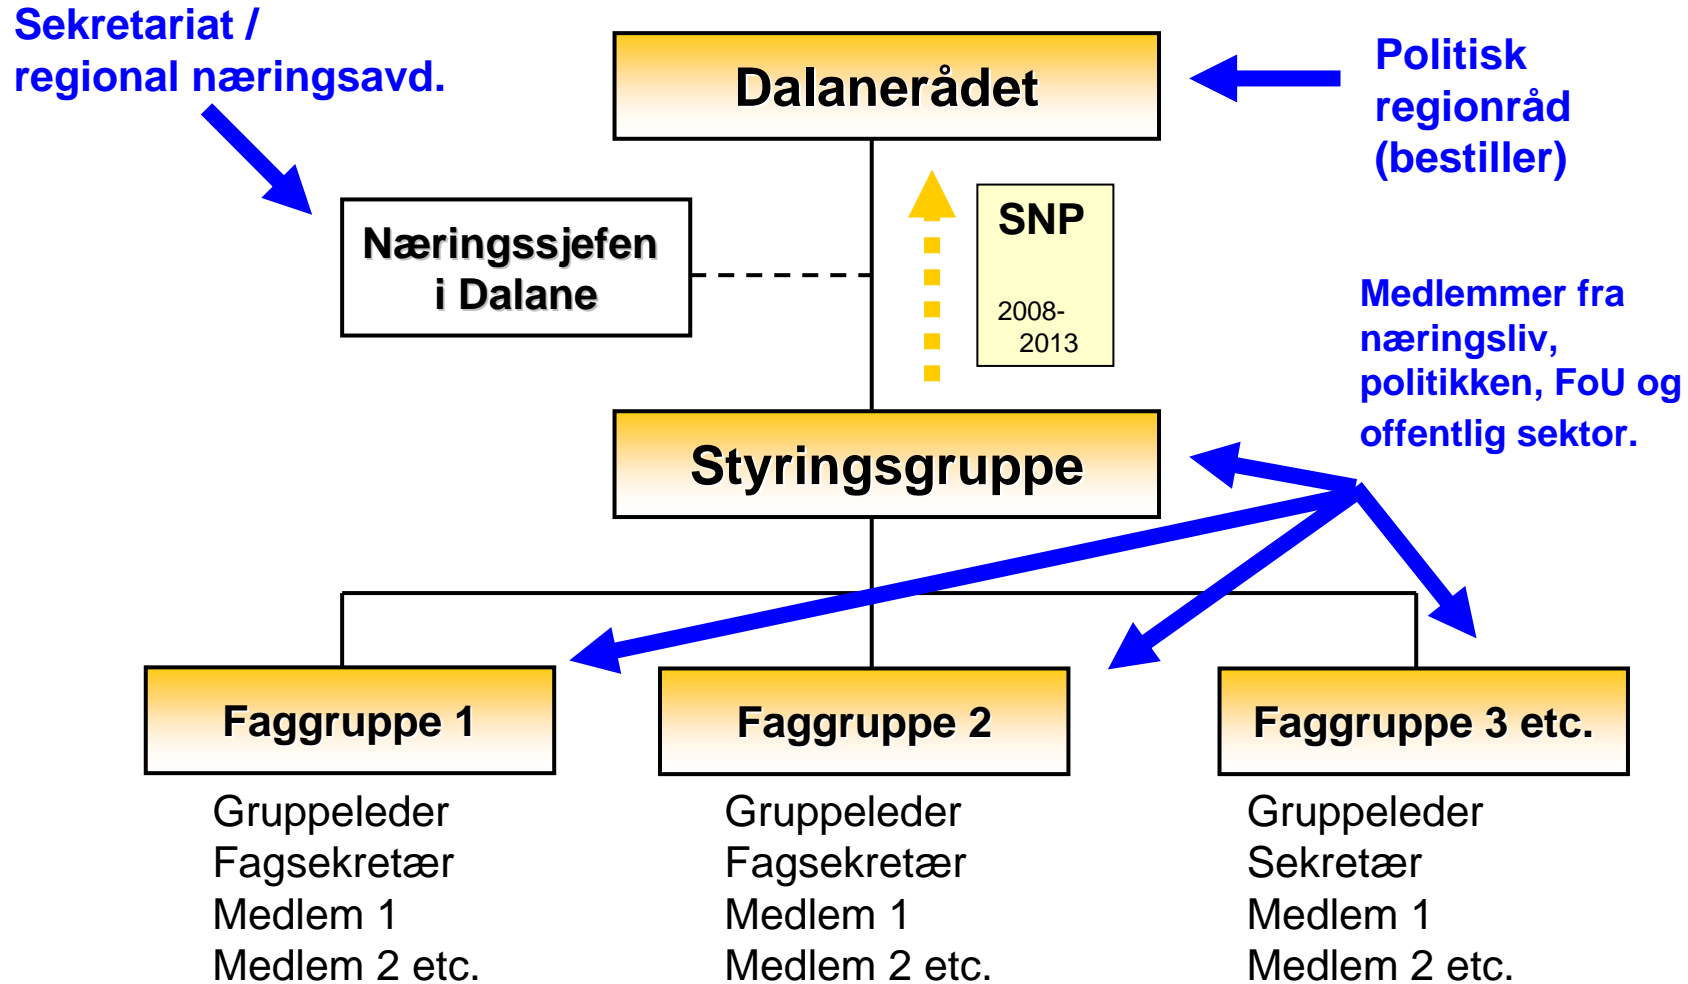 Sekretariat /
regional næringsavd.
Dalanerådet
Politisk
regionråd
(bestiller)
Næringssjefen
i Dalane
SNP
2008-
2013
Medlemmer fra
næringsliv,
politikken, FoU og
offentlig sektor.
Styringsgruppe
Faggruppe 1
Gruppeleder
Fagsekretær
Medlem 1
Medlem 2 etc.
Faggruppe 2
Gruppeleder
Fagsekretær
Medlem 1
Medlem 2 etc.
Faggruppe 3 etc.
Gruppeleder
Sekretær
Medlem 1
Medlem 2 etc.